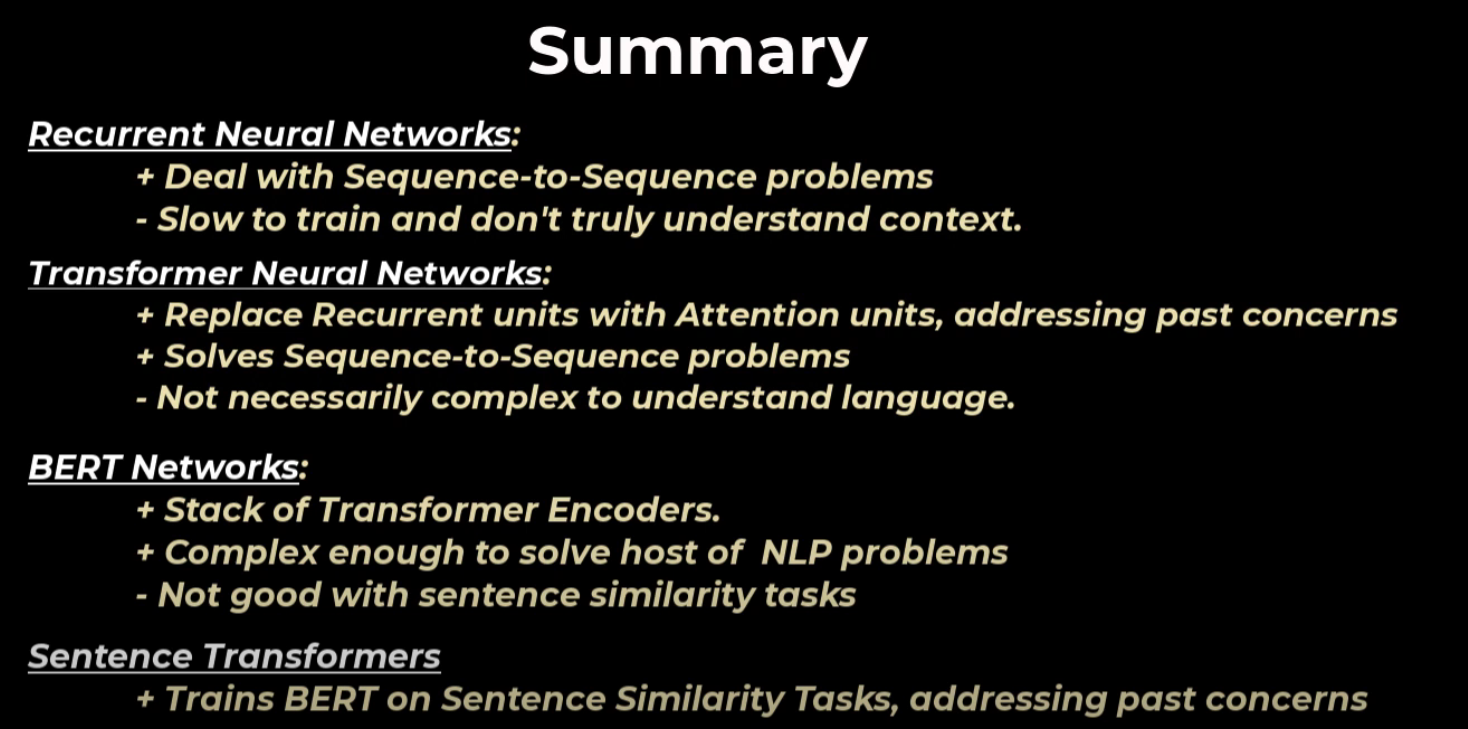 Summary
Recurrent Neural Networks:
+ Deal with Sequence-to-Sequence problems
- Slow to train and don't truly understand context.
Transformer Neural Networks:
+ Replace Recurrent units with Attention units, addressing past concerns
+ Solves Sequence-to-Sequence problems
- Not necessarily complex to understand language.
BERT Networks:
+ Stack of Transformer Encoders.
+ Complex enough to solve host of  NLP problems
- Not good with sentence similarity tasks
Sentence Transformers
+ Trains BERT on Sentence Similarity Tasks, addressing past concerns